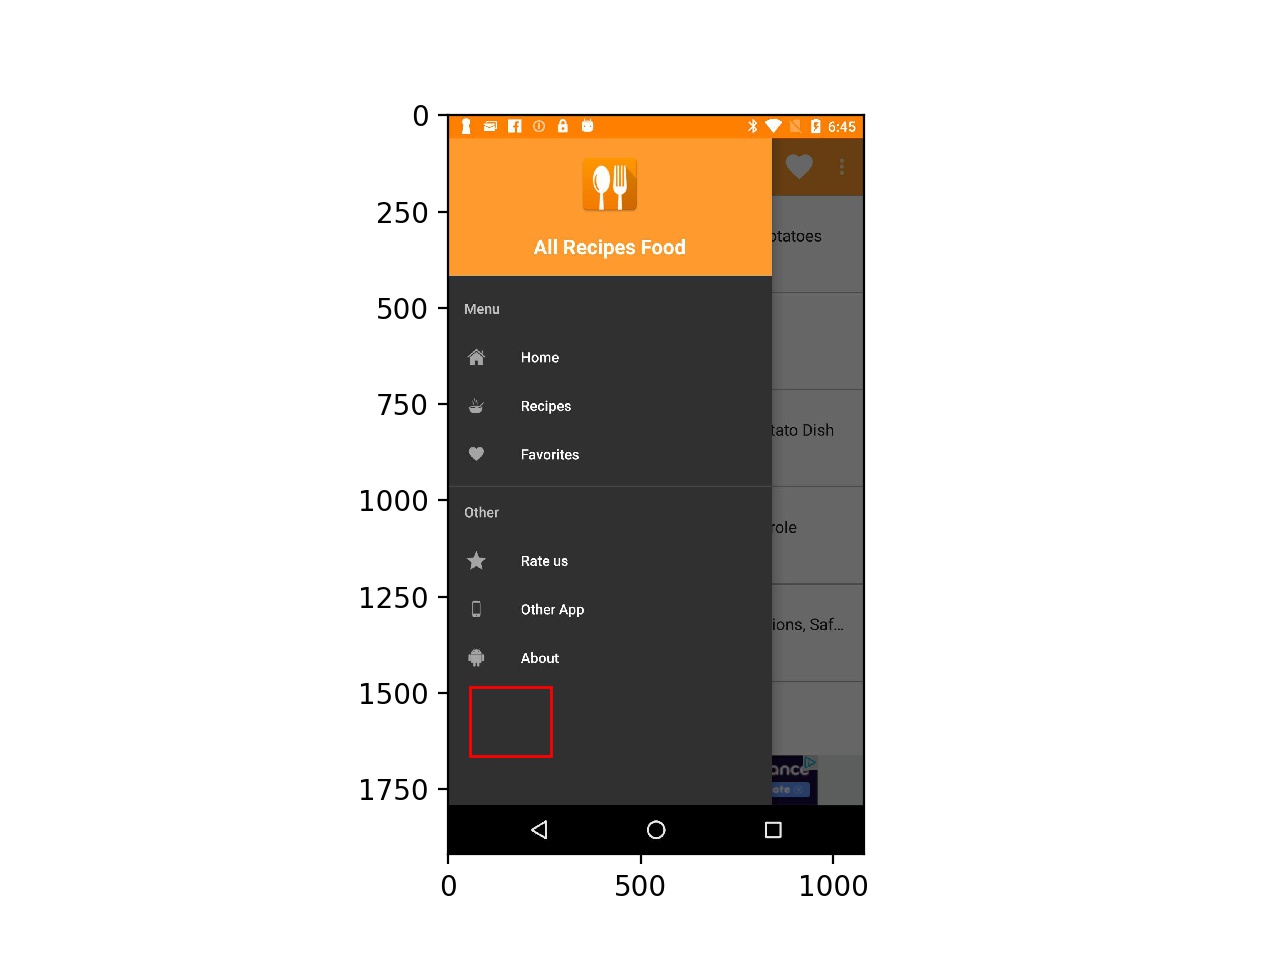 0
250
500
750
1000
1250
1500
1750
0 500 1000
6:45
All Recipes Food
Menu
Home
Recipes
Favorites
Other
Rate us
Other App
About
otatoes
tato Dish
role
ions, Saf...
ance
ate